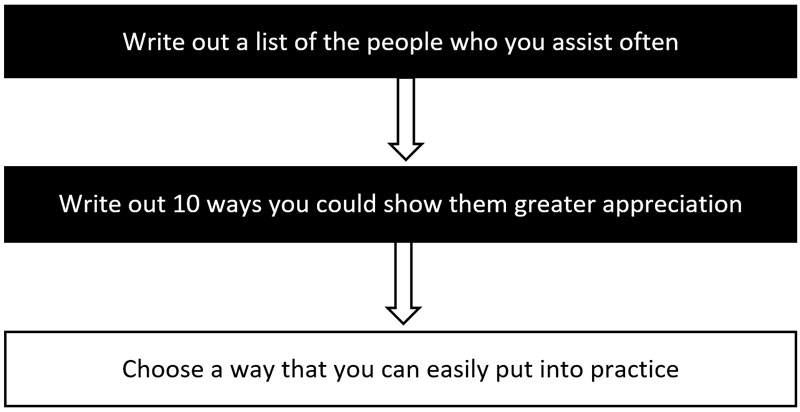 Write out a list of the people who you assist often
Write out 10 ways you could show them greater appreciation
Choose a way that you can easily put into practice